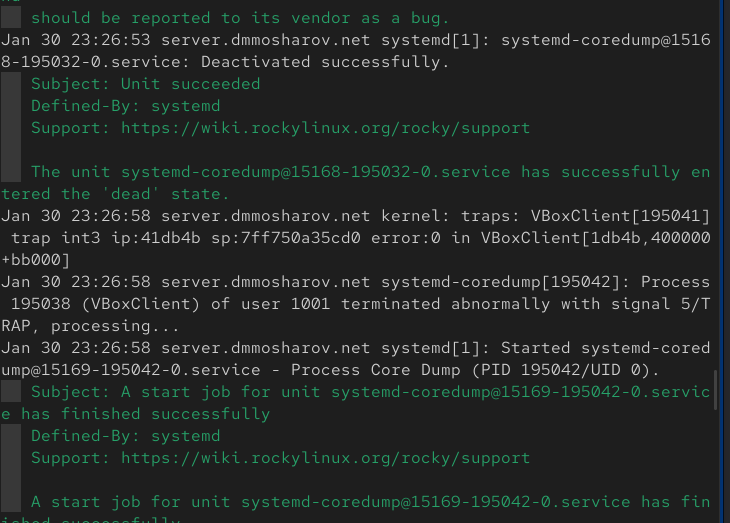 should be reported to its vendor as a bug.
Jan 30 23:26:53 server.dmmosharov.net systemd[1]: systemd-coredump@1516
8-195032-0.service: Deactivated successfully.
Subject: Unit succeeded
Defined-By: systemd
Support: https://wiki.rockylinux.org/rocky/support
The unit systemd-coredump@15168-195032-0.service has successfully en
tered the 'dead' state.
Jan 30 23:26:58 server.dmmosharov.net kernel: traps: VBoxClient[195041]
trap int3 ip:41db4b sp:7ff750a35cd0 error:0 in VBoxClient[1db4b,400000
+bb000]
Jan 30 23:26:58 server.dmmosharov.net systemd-coredump[195042]: Process
195038 (VBoxClient) of user 1001 terminated abnormally with signal 5/T
RAP, processing...
Jan 30 23:26:58 server.dmmosharov.net systemd[1]: Started systemd-cored
ump@15169-195042-0.service - Process Core Dump (PID 195042/UID 0).
Subject: A start job for unit systemd-coredump@15169-195042-0.servic
e has finished successfully
Defined-By: systemd
Support: https://wiki.rockylinux.org/rocky/support
A start job for unit systemd-coredump@15169-195042-0.service has fin
ished successfully